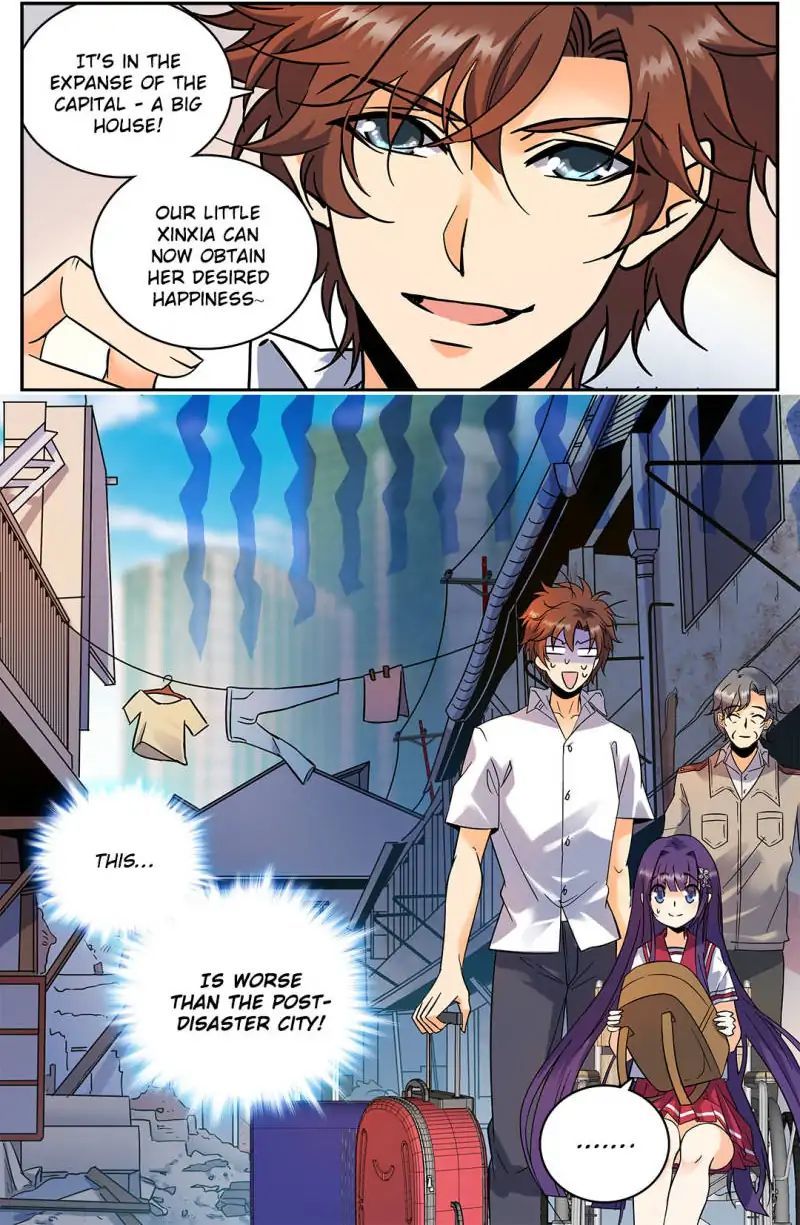 IT'S IN THE
EXPANSE OF THE
CAPITAL - A BIG
HOUSE!
OUR LITTLE
XINXIA CAN
NOW OBTAIN
HER DESIRED
HAPPINESS~
THIS...
IS WORSE
THAN THE POST-
DISASTER CITY!
.......